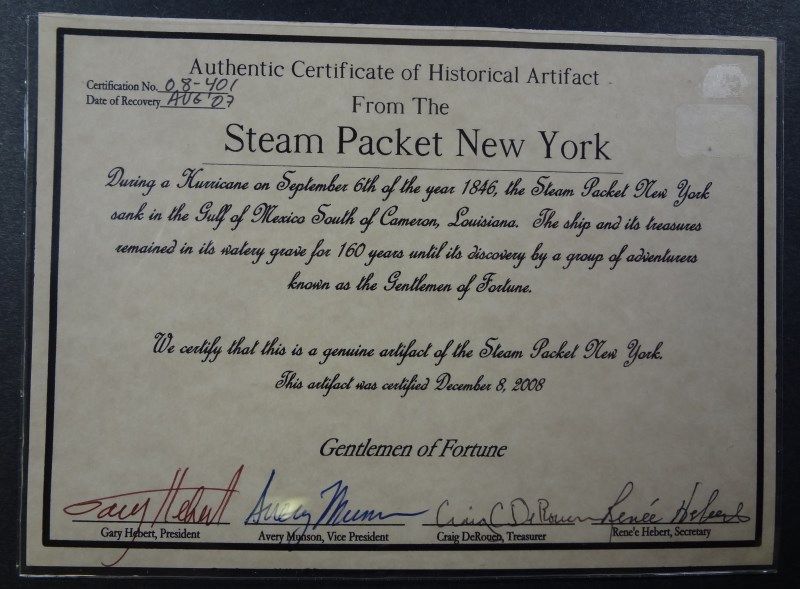 Authentic Certificate of Historical Artifact
Certification No. 08-401
Date of Recovery AUG '07
From The
Steam Packet New York
During a Hurricane on September 6th of the year 1846, the Steam Packet New York
sank in the Gulf of Mexico South of Cameron, Louisiana. The ship and its treasures
remained in its watery grave for 160 years until its discovery by a group of adventurers
known as the Gentlemen of Fortune.
We certify that this is a genuine artifact of the Steam Packet New York.
This artifact was certified December 8, 2008
Gentlemen of Fortune
Gary Hebert Avery Munson Craig C DeRouen Renée Hebert
Gary Hebert, President Avery Munson, Vice President Craig DeRouen, Treasurer Rene'e Hebert, Secretary